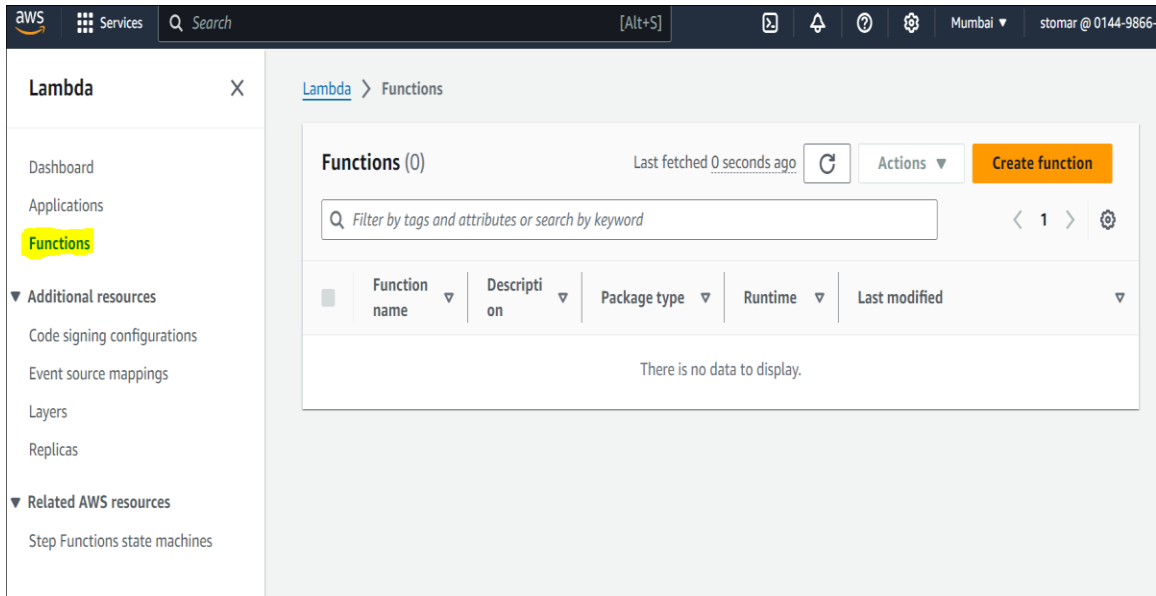 aws Services Search [Alt+S] Mumbai ▼ stomar @ 0144-9866-
Lambda
Dashboard
Applications
Functions
▼ Additional resources
Code signing configurations
Event source mappings
Layers
Replicas
▼ Related AWS resources
Step Functions state machines
Lambda > Functions
Functions (0) Last fetched 0 seconds ago Actions ▼ Create function
Filter by tags and attributes or search by keyword < 1 >
Function name Descripti on Package type Runtime Last modified
There is no data to display.